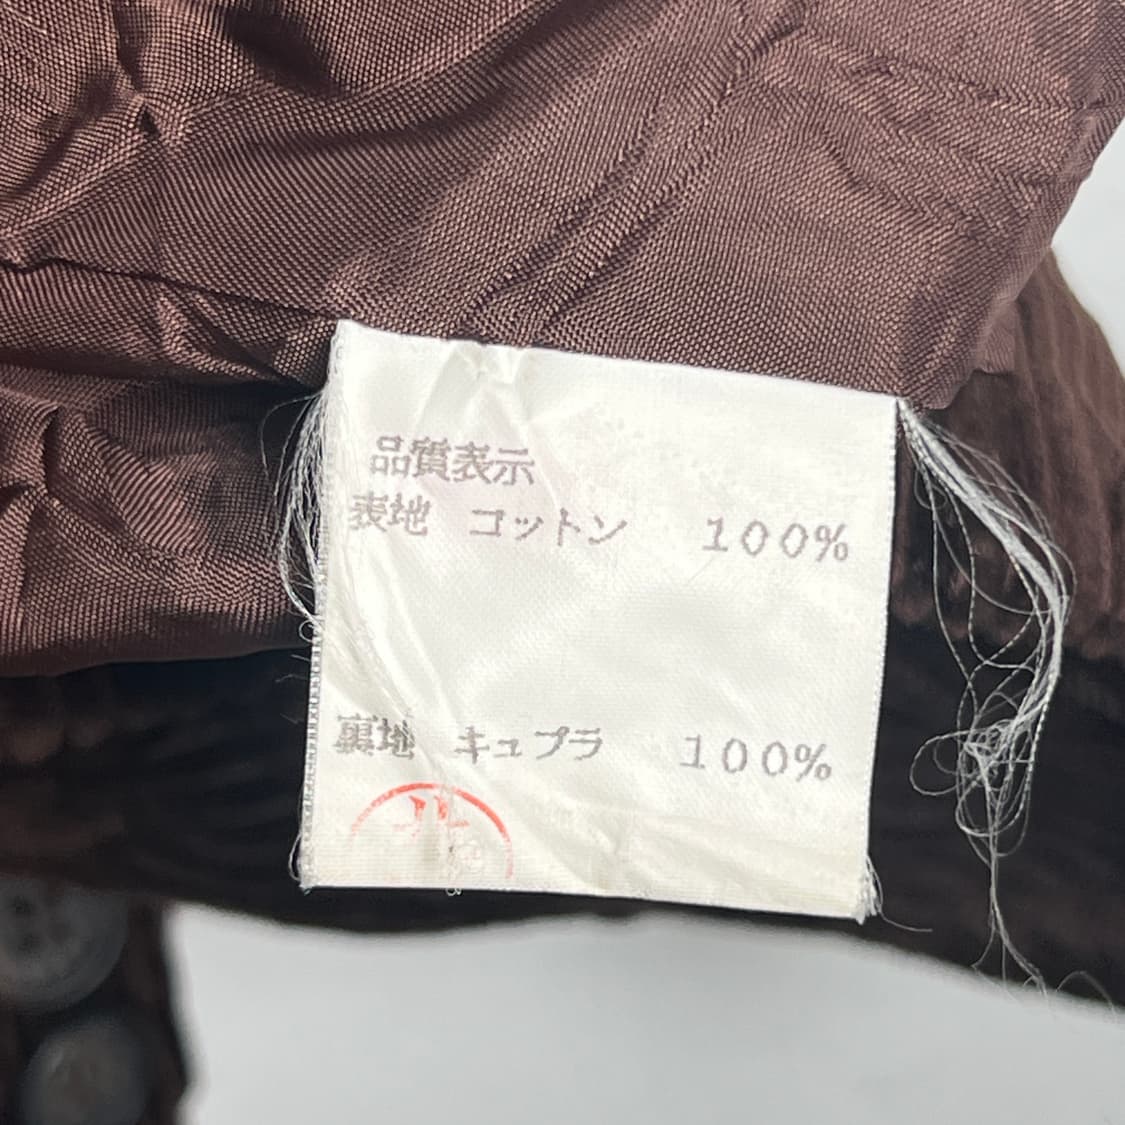 品質表示
表地 コットン 100%
裏地 キュプラ 100%